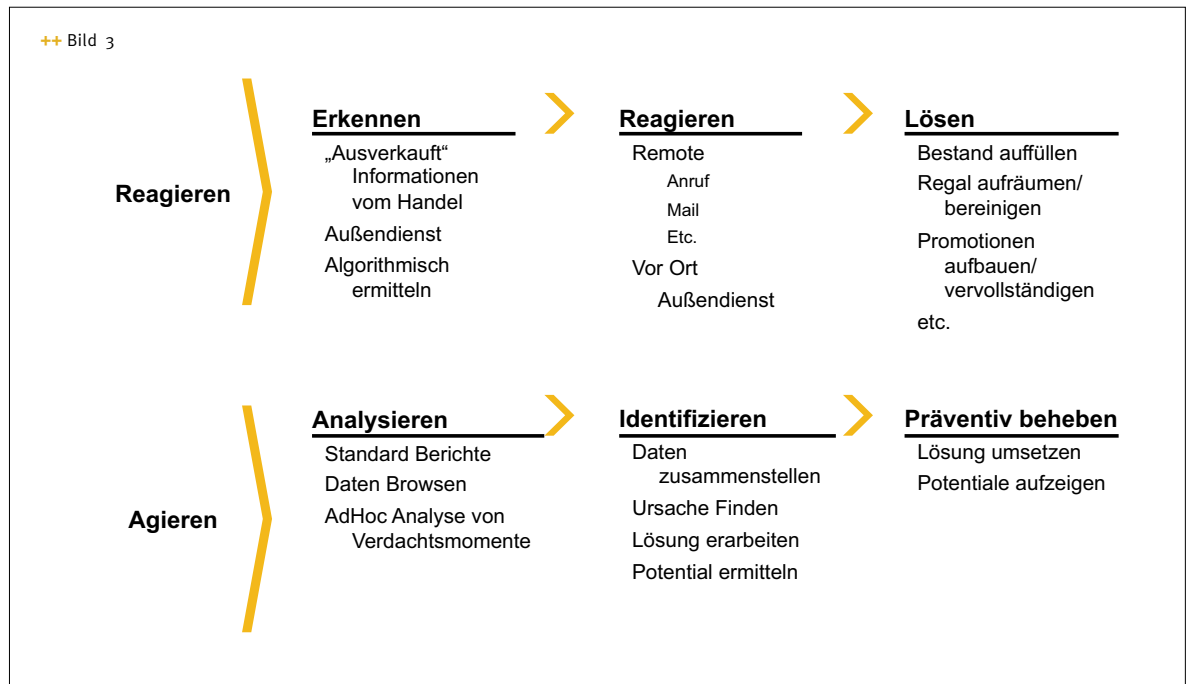 ++ Bild 3
Reagieren
Erkennen
„Ausverkauft“
Informationen
vom Handel
Außendienst
Algorithmisch
ermitteln
Reagieren
Remote
Anruf
Mail
Etc.
Vor Ort
Außendienst
Lösen
Bestand auffüllen
Regal aufräumen/
bereinigen
Promotionen
aufbauen/
vervollständigen
etc.
Agieren
Analysieren
Standard Berichte
Daten Browsen
AdHoc Analyse von
Verdachtsmomente
Identifizieren
Daten
zusammenstellen
Ursache Finden
Lösung erarbeiten
Potential ermitteln
Präventiv beheben
Lösung umsetzen
Potentiale aufzeigen